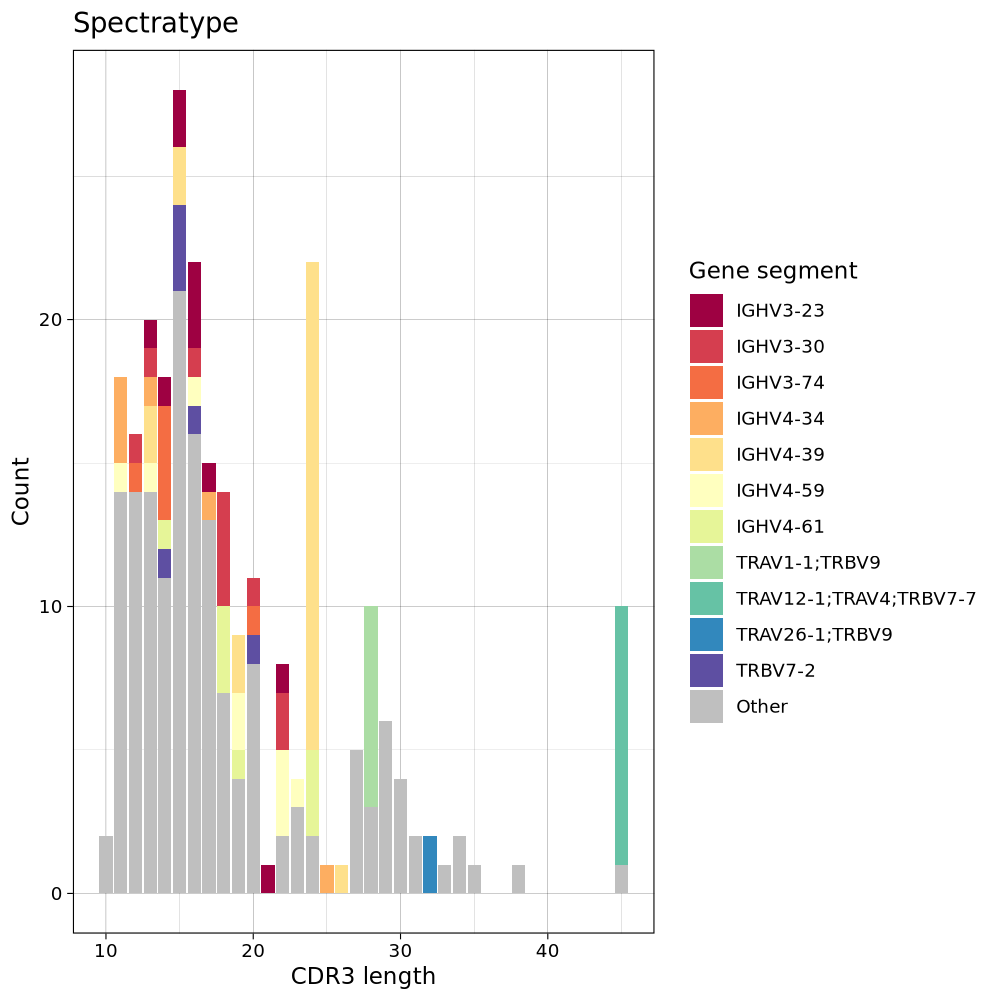 Spectratype
Count
20
10
0
10 20 30 40
CDR3 length
Gene segment
IGHV3-23
IGHV3-30
IGHV3-74
IGHV4-34
IGHV4-39
IGHV4-59
IGHV4-61
TRAV1-1;TRBV9
TRAV12-1;TRAV4;TRBV7-7
TRAV26-1;TRBV9
TRBV7-2
Other